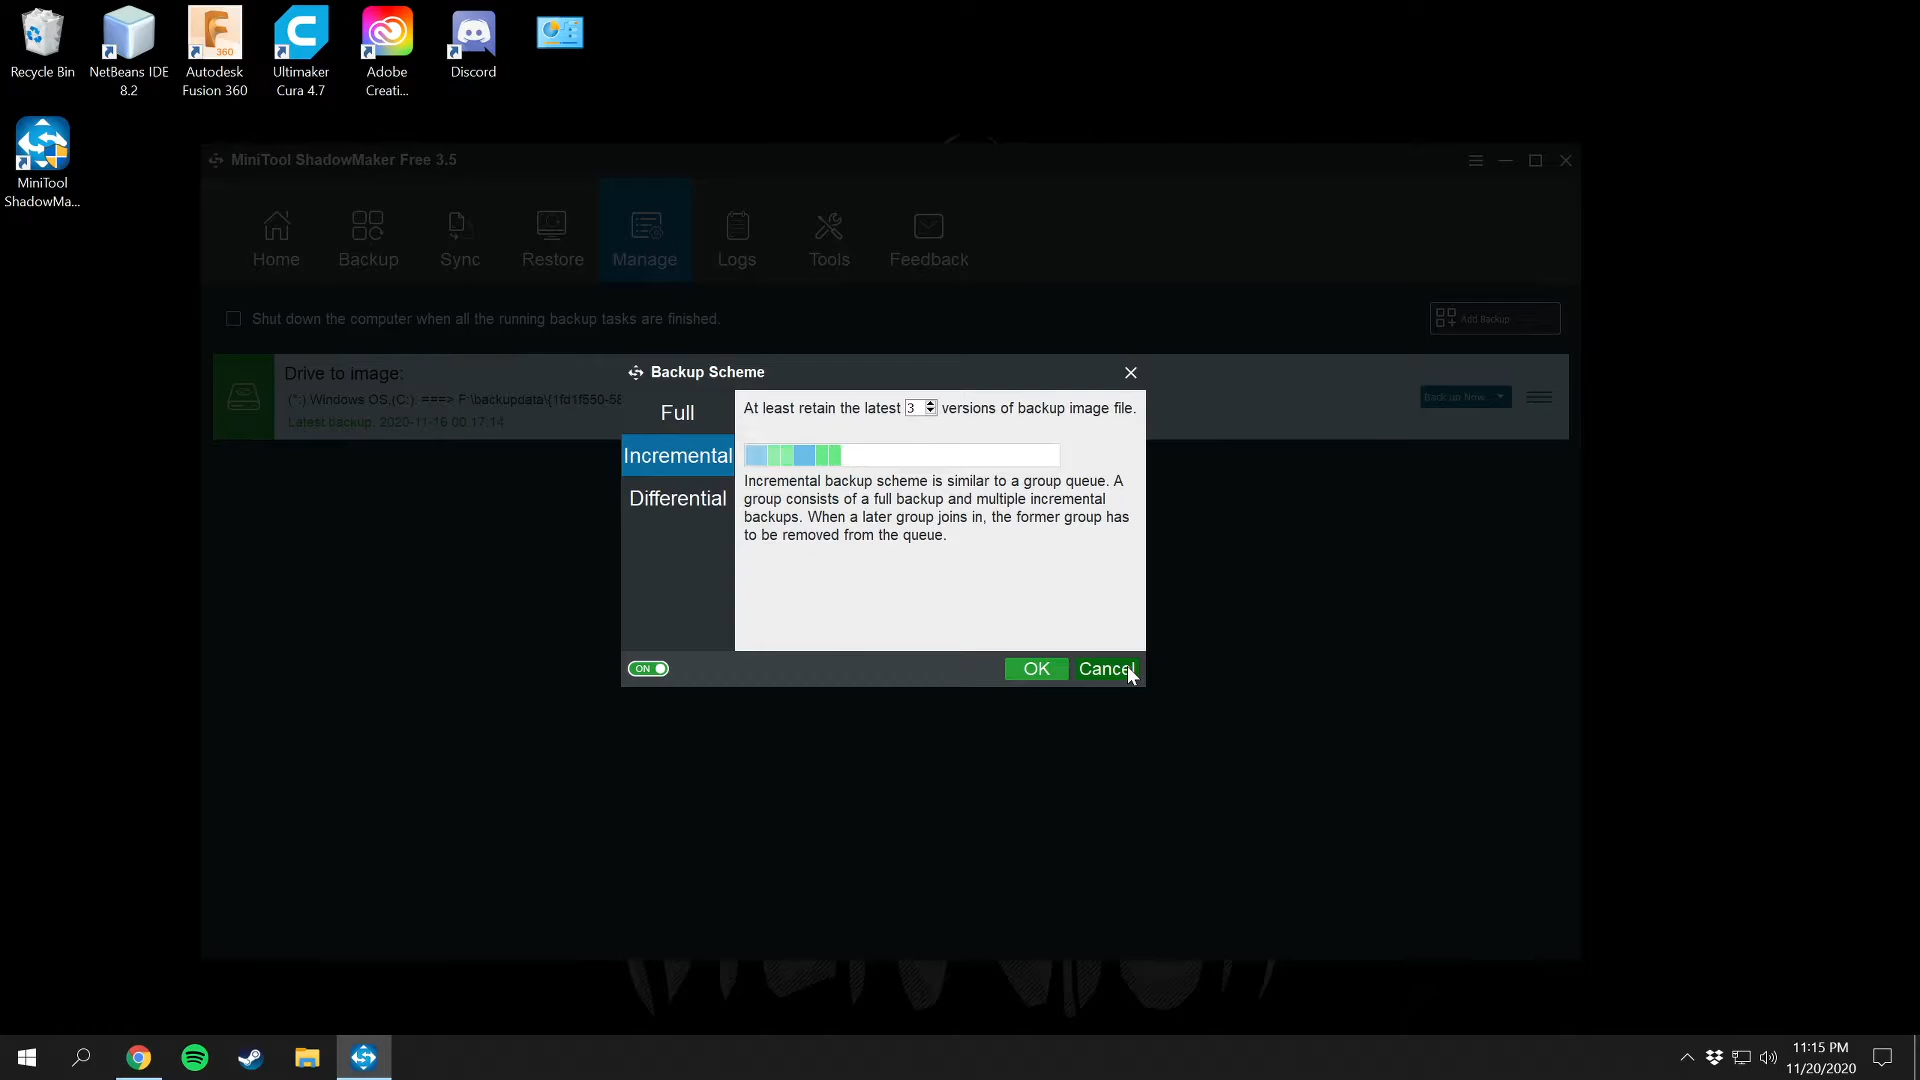 Recycle Bin
NetBeans IDE
8.2
Autodesk
Fusion 360
Ultimaker
Cura 4.7
Adobe
Creati...
Discord
MiniTool
ShadowMa...
MiniTool ShadowMaker Free 3.5
Home
Backup
Sync
Restore
Manage
Logs
Tools
Feedback
Shut down the computer when all the running backup tasks are finished.
Add Backup
Drive to image:
(*:) Windows OS,(C:). ===> F:\backupdata\{1fd1f550-58
Latest backup: 2020-11-16 00:17:14
Back up Now
Backup Scheme
Full
Incremental
Differential
At least retain the latest 3 versions of backup image file.
Incremental backup scheme is similar to a group queue. A
group consists of a full backup and multiple incremental
backups. When a later group joins in, the former group has
to be removed from the queue.
ON
OK
Cancel
11:15 PM
11/20/2020